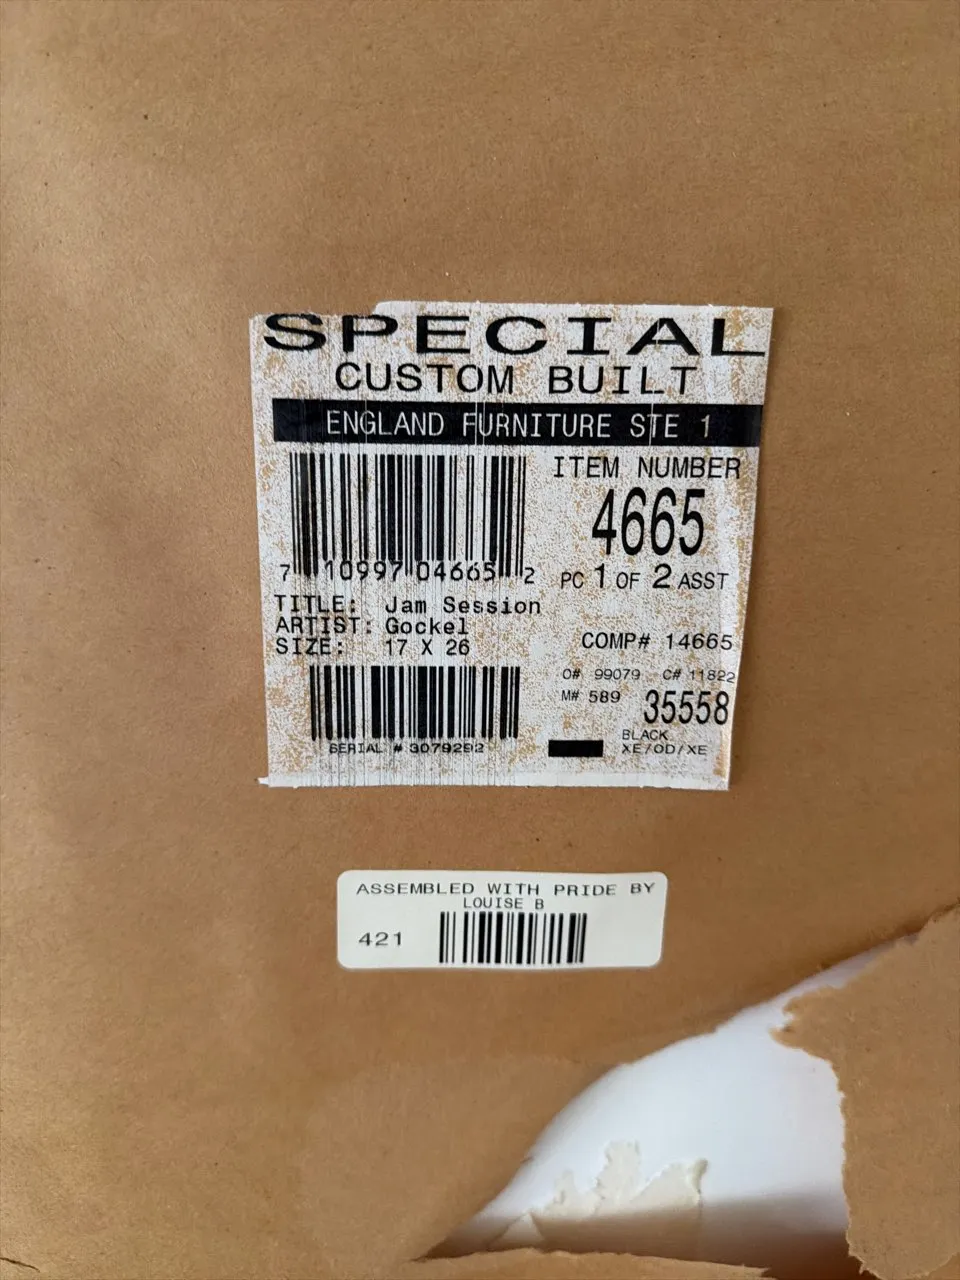 SPECIAL
CUSTOM BUILT
ENGLAND FURNITURE STE 1
ITEM NUMBER
4665
7 10997 04665 2
PC 1 OF 2 ASST
TITLE: Jam Session
ARTIST: Gockel
SIZE: 17 X 26
COMP# 14665
O# 99079 C# 11822
M# 589 35558
SERIAL # 3079292
BLACK
XE/OD/XE
ASSEMBLED WITH PRIDE BY
LOUISE B
421